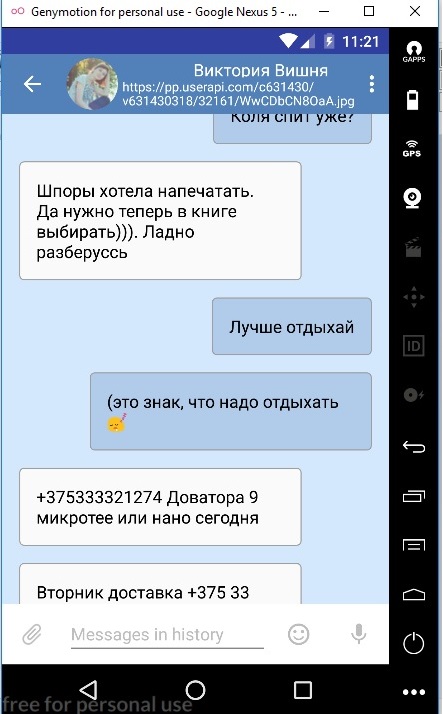 Genymotion for personal use - Google Nexus 5 - ...
11:21
GAPPS
Виктория Вишня
https://pp.userapi.com/c631430/
v631430318/32161/WwCDbCN8OaA.jpg
Коля спит уже?
GPS
Шпоры хотела напечатать.
Да нужно теперь в книге
выбирать))). Ладно
разберуссь
Лучше отдыхай
ID
(это знак, что надо отдыхать
+375333321274 Доватора 9
микротее или нано сегодня
Вторник доставка +375 33
Messages in history
free for personal use